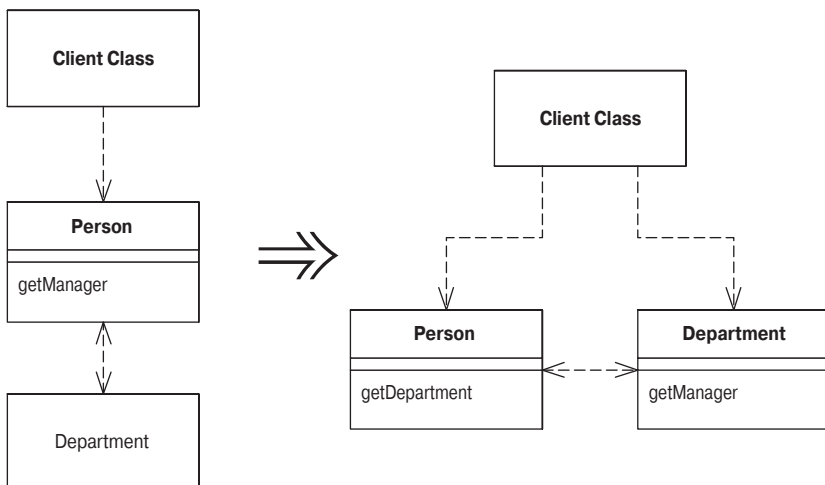 Client Class
Person
getManager
Department
Client Class
Person
getDepartment
Department
getManager